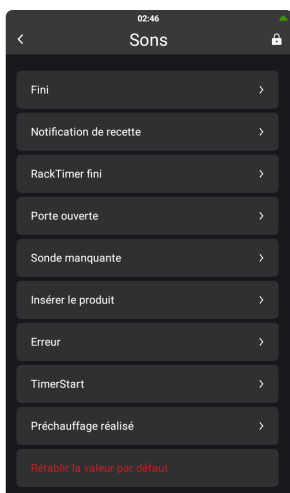 02:46
Sons
Fini
Notification de recette
RackTimer fini
Porte ouverte
Sonde manquante
Insérer le produit
Erreur
TimerStart
Préchauffage réalisé
Rétablir la valeur par défaut